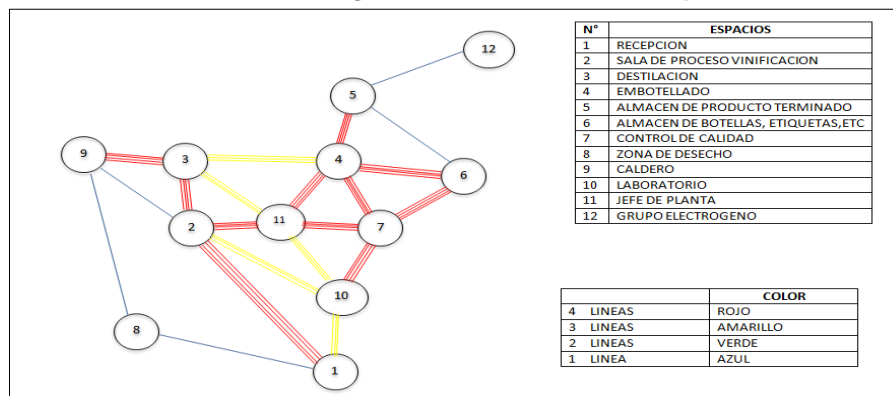 12
5
9
3
4
6
2
11
7
10
8
1
N° ESPACIOS
1 RECEPCION
2 SALA DE PROCESO VINIFICACION
3 DESTILACION
4 EMBOTELLADO
5 ALMACEN DE PRODUCTO TERMINADO
6 ALMACEN DE BOTELLAS, ETIQUETAS,ETC
7 CONTROL DE CALIDAD
8 ZONA DE DESECHO
9 CALDERO
10 LABORATORIO
11 JEFE DE PLANTA
12 GRUPO ELECTROGENO
COLOR
4 LINEAS ROJO
3 LINEAS AMARILLO
2 LINEAS VERDE
1 LINEA AZUL